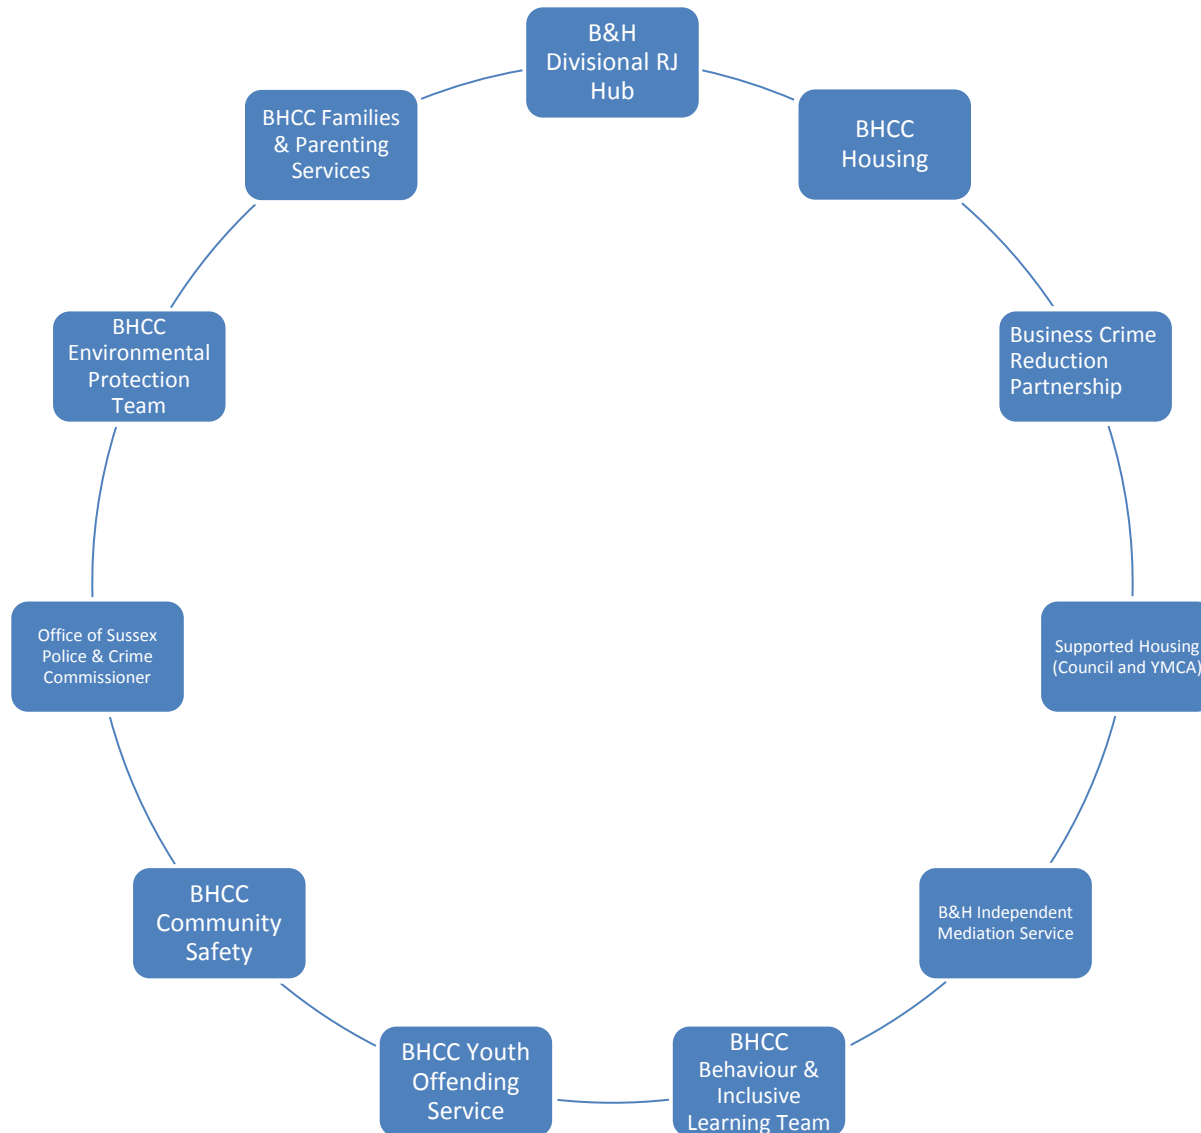 B&H
Divisional RJ
Hub
BHCC
Housing
Business Crime
Reduction
Partnership
Supported Housing
(Council and YMCA)
B&H Independent
Mediation Service
BHCC
Behaviour &
Inclusive
Learning Team
BHCC Youth
Offending
Service
BHCC
Community
Safety
Office of Sussex
Police & Crime
Commissioner
BHCC
Environmental
Protection
Team
BHCC Families
& Parenting
Services